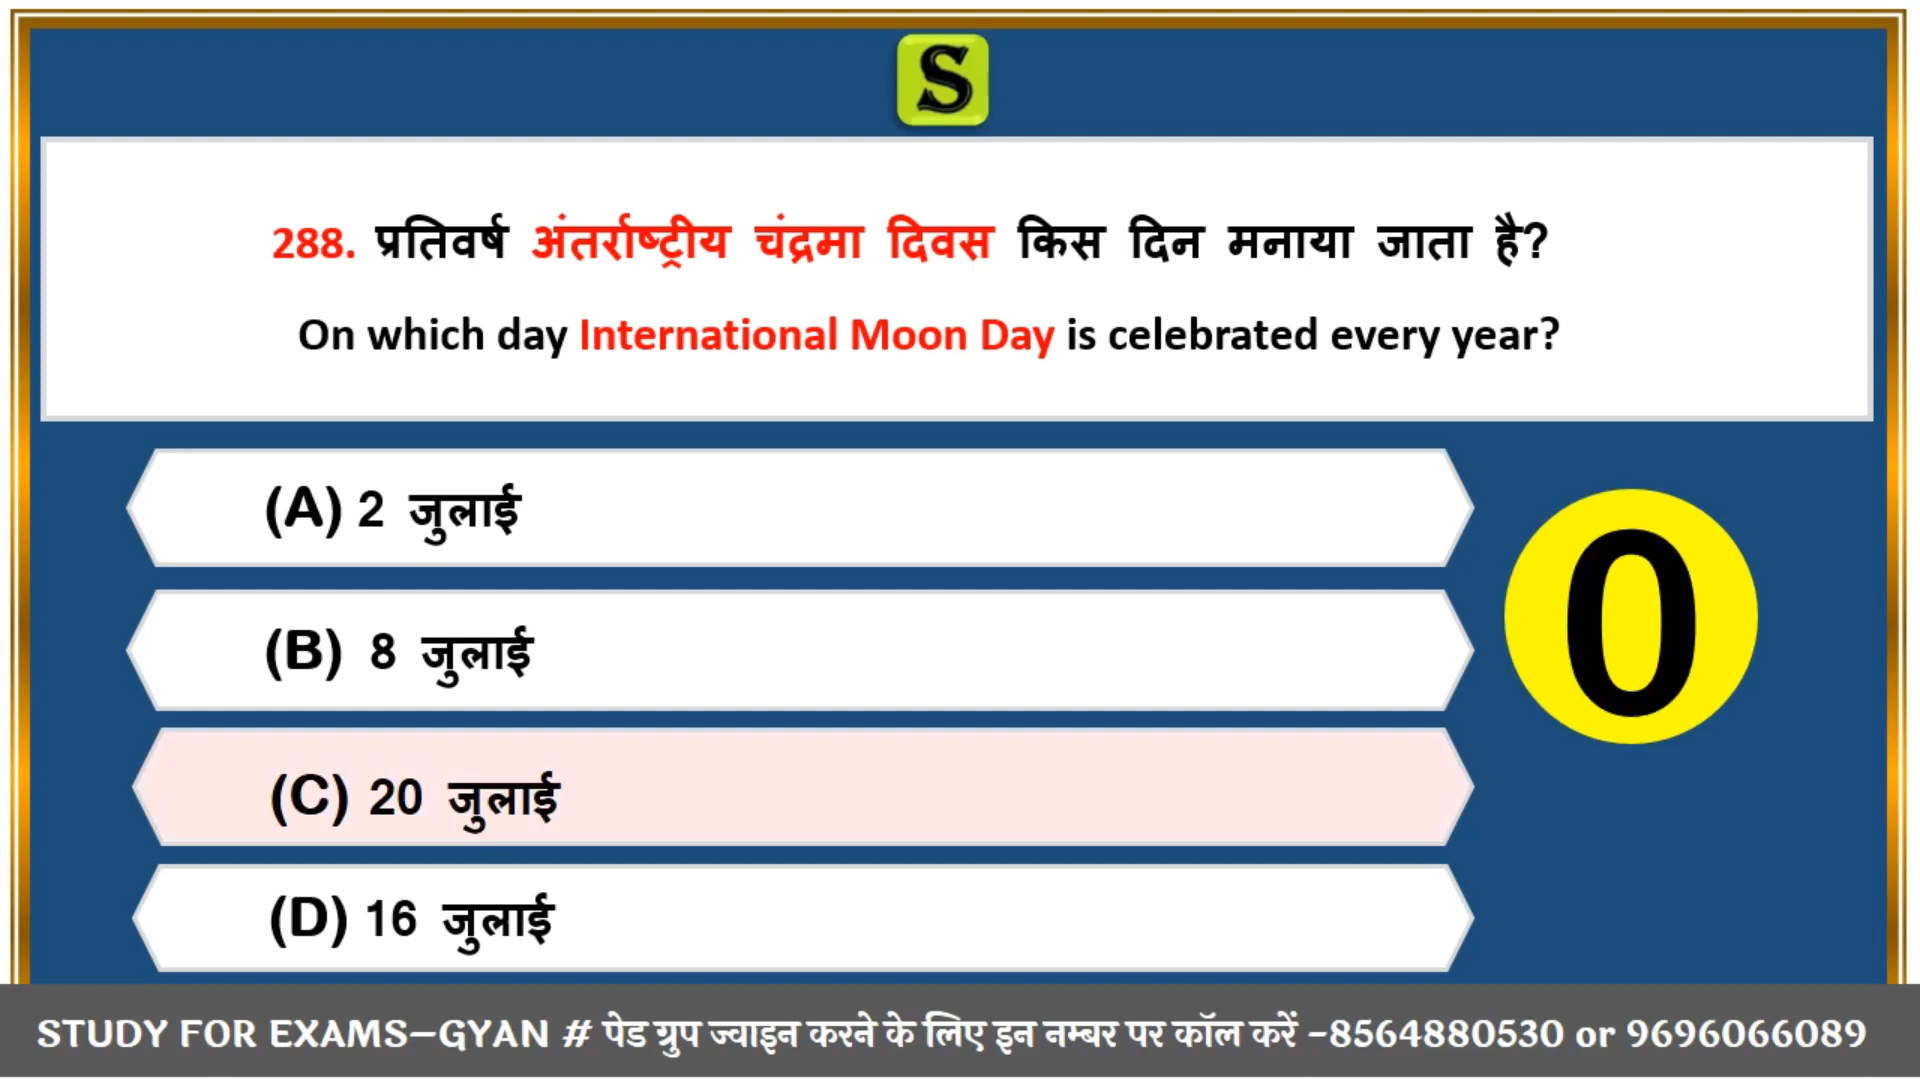 S
288. प्रतिवर्ष अंतर्राष्ट्रीय चंद्रमा दिवस किस दिन मनाया जाता है?
On which day International Moon Day is celebrated every year?
(A) 2 जुलाई
(B) 8 जुलाई
(C) 20 जुलाई
(D) 16 जुलाई
0
STUDY FOR EXAMS–GYAN # पेड ग्रुप ज्वाइन करने के लिए इन नम्बर पर कॉल करें –8564880530 or 9696066089